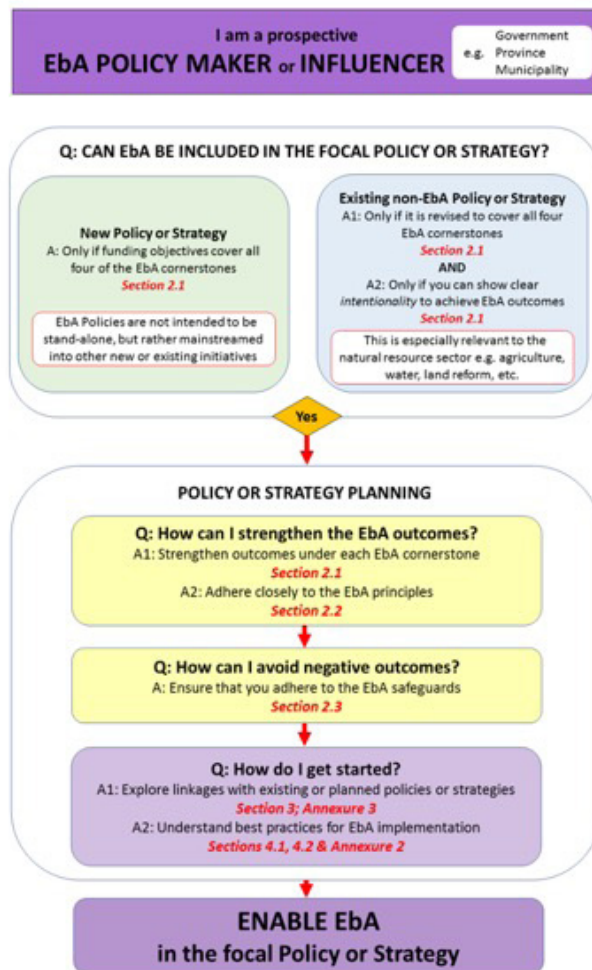 I am a prospective
EbA POLICY MAKER or INFLUENCER
e.g.
Government
Province
Municipality
Q: CAN EbA BE INCLUDED IN THE FOCAL POLICY OR STRATEGY?
New Policy or Strategy
A: Only if funding objectives cover all
four of the EbA cornerstones
Section 2.1
EbA Policies are not intended to be
stand-alone, but rather mainstreamed
into other new or existing initiatives
Existing non-EbA Policy or Strategy
A1: Only if it is revised to cover all four
EbA cornerstones
Section 2.1
AND
A2: Only if you can show clear
intentionality to achieve EbA outcomes
Section 2.1
This is especially relevant to the
natural resource sector e.g. agriculture,
water, land reform, etc.
Yes
POLICY OR STRATEGY PLANNING
Q: How can I strengthen the EbA outcomes?
A1: Strengthen outcomes under each EbA cornerstone
Section 2.1
A2: Adhere closely to the EbA principles
Section 2.2
Q: How can I avoid negative outcomes?
A: Ensure that you adhere to the EbA safeguards
Section 2.3
Q: How do I get started?
A1: Explore linkages with existing or planned policies or strategies
Section 3; Annexure 3
A2: Understand best practices for EbA implementation
Sections 4.1, 4.2 & Annexure 2
ENABLE EbA
in the focal Policy or Strategy